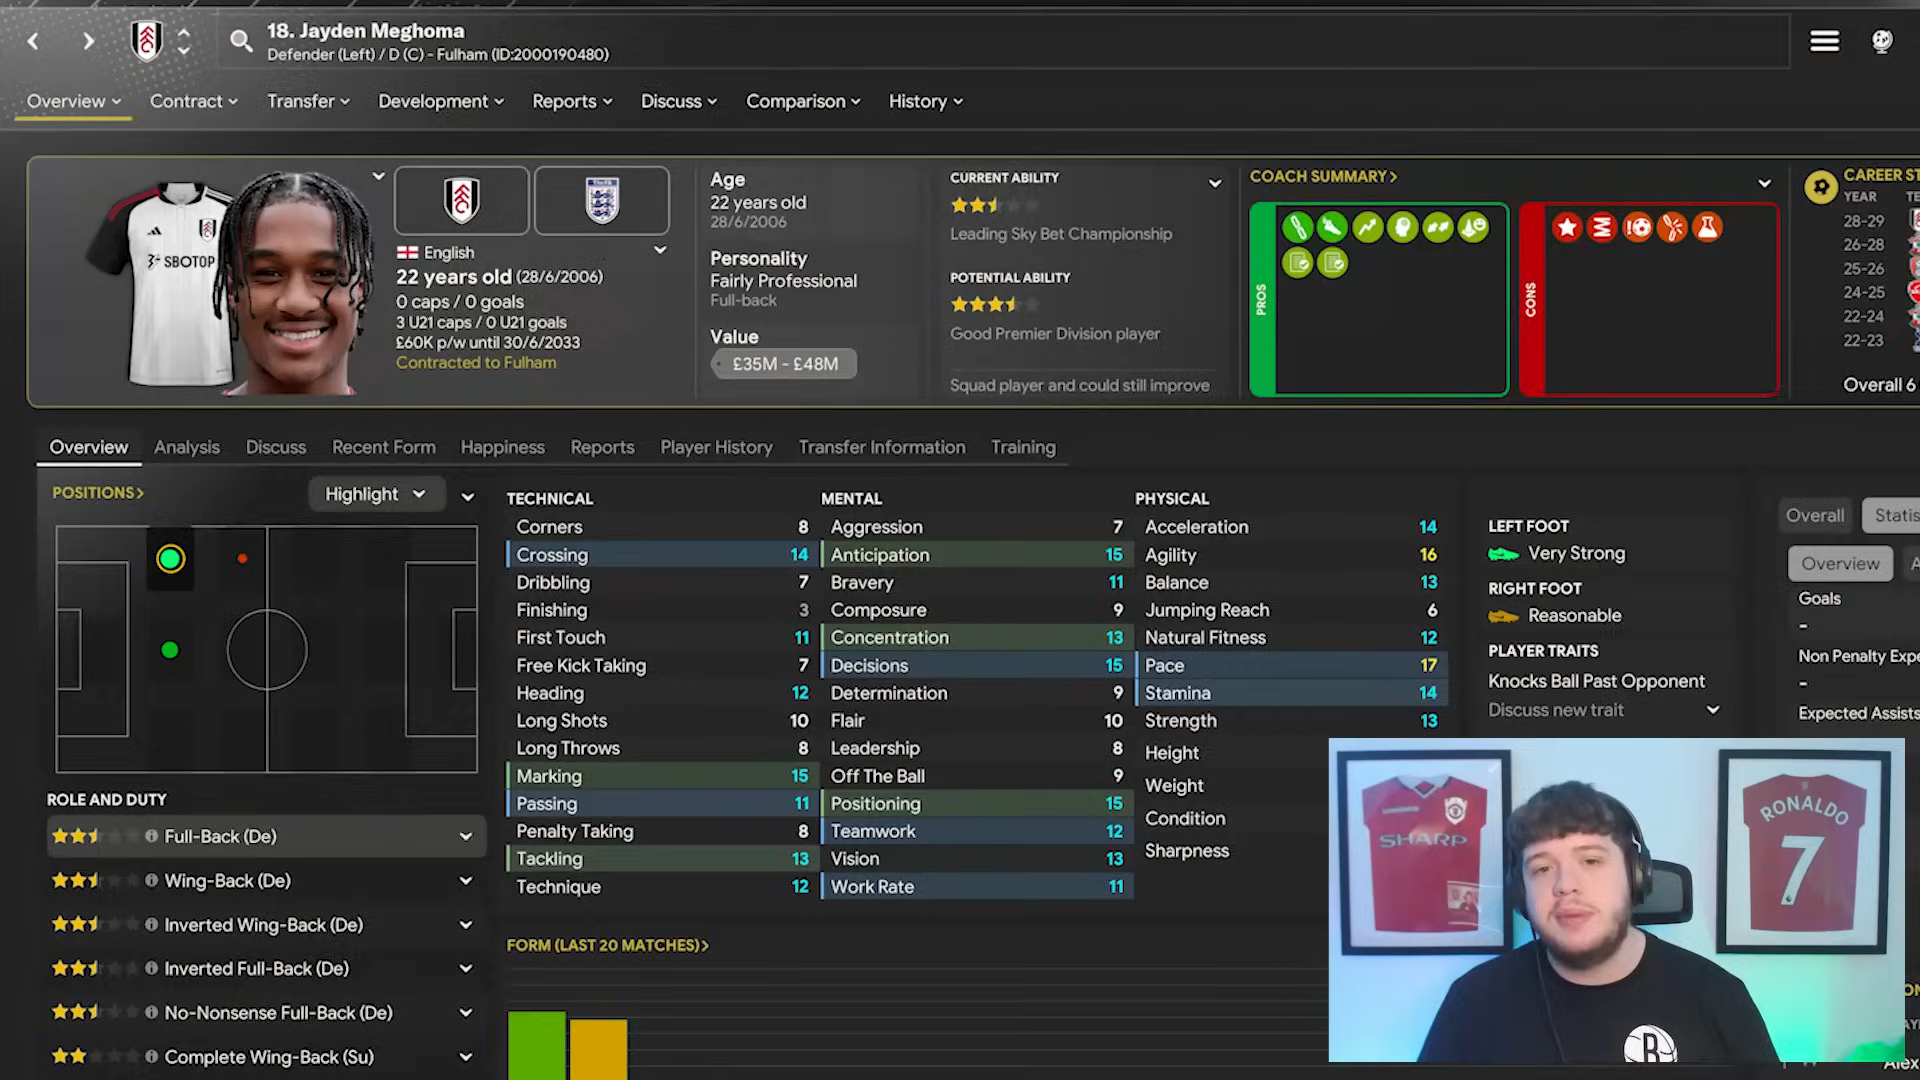 18. Jayden Meghoma
Defender (Left) / D (C) - Fulham (ID:2000190480)
Overview
Contract
Transfer
Development
Reports
Discuss
Comparison
History
SBOTOP
English
22 years old (28/6/2006)
0 caps / 0 goals
3 U21 caps / 0 U21 goals
£60K p/w until 30/6/2033
Contracted to Fulham
Age
22 years old
28/6/2006
Personality
Fairly Professional
Full-back
Value
£35M - £48M
CURRENT ABILITY
Leading Sky Bet Championship
POTENTIAL ABILITY
Good Premier Division player
Squad player and could still improve
COACH SUMMARY>
PROS
CONS
CAREER ST
YEAR TE
28-29
26-28
25-26
24-25
22-24
22-23
Overall 6
Overview
Analysis
Discuss
Recent Form
Happiness
Reports
Player History
Transfer Information
Training
POSITIONS>
Highlight
ROLE AND DUTY
Full-Back (De)
Wing-Back (De)
Inverted Wing-Back (De)
Inverted Full-Back (De)
No-Nonsense Full-Back (De)
Complete Wing-Back (Su)
TECHNICAL
Corners 8
Crossing 14
Dribbling 7
Finishing 3
First Touch 11
Free Kick Taking 7
Heading 12
Long Shots 10
Long Throws 8
Marking 15
Passing 11
Penalty Taking 8
Tackling 13
Technique 12
MENTAL
Aggression 7
Anticipation 15
Bravery 11
Composure 9
Concentration 13
Decisions 15
Determination 9
Flair 10
Leadership 8
Off The Ball 9
Positioning 15
Teamwork 12
Vision 13
Work Rate 11
PHYSICAL
Acceleration 14
Agility 16
Balance 13
Jumping Reach 6
Natural Fitness 12
Pace 17
Stamina 14
Strength 13
Height
Weight
Condition
Sharpness
LEFT FOOT
Very Strong
RIGHT FOOT
Reasonable
PLAYER TRAITS
Knocks Ball Past Opponent
Discuss new trait
Overall
Statis
Overview
A
Goals
-
Non Penalty Expe
-
Expected Assists
FORM (LAST 20 MATCHES)>
SHARP
RONALDO
7
B
Alex